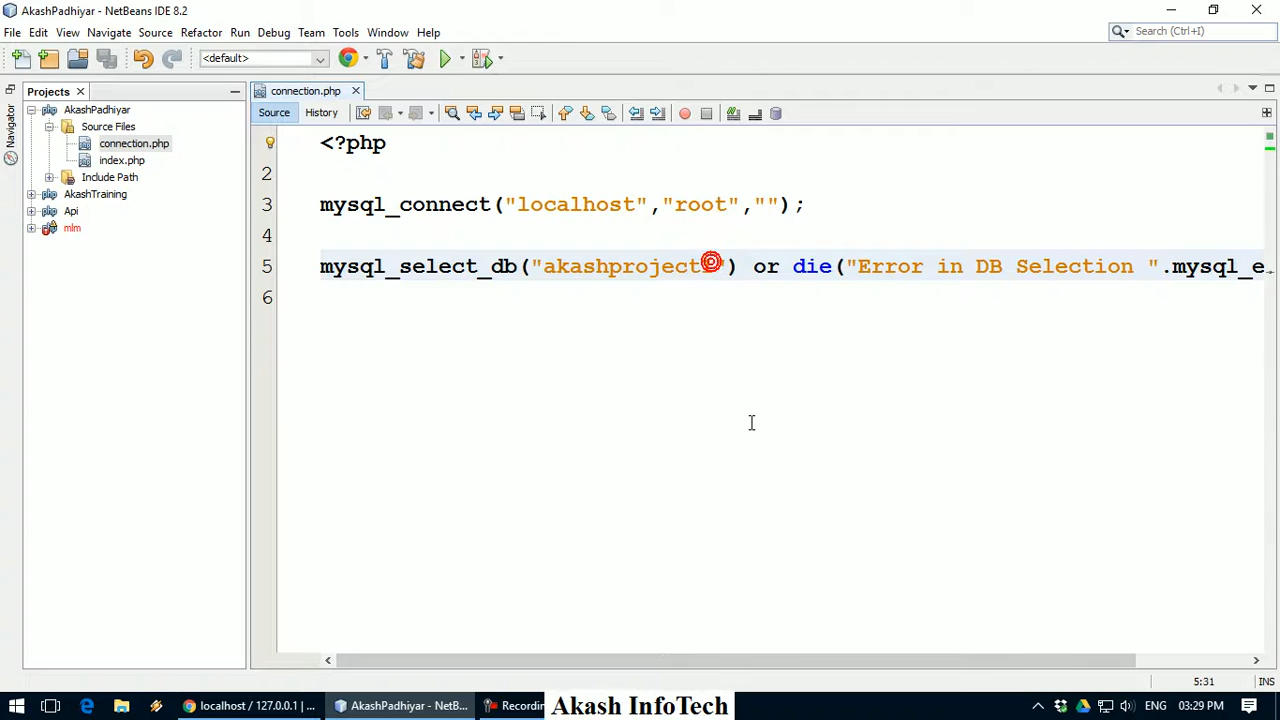 AkashPadhiyar - NetBeans IDE 8.2
File Edit View Navigate Source Refactor Run Debug Team Tools Window Help
Search (Ctrl+I)
<default>
Projects
connection.php
Navigator
AkashPadhiyar
Source Files
connection.php
index.php
Include Path
AkashTraining
Api
mlm
Source History
<?php
2
3 mysql_connect("localhost","root","");
4
5 mysql_select_db("akashproject") or die("Error in DB Selection ".mysql_e
6
5:31 INS
localhost / 127.0.0.1 |
AkashPadhiyar - NetB...
Recordin
Akash InfoTech
ENG 03:29 PM